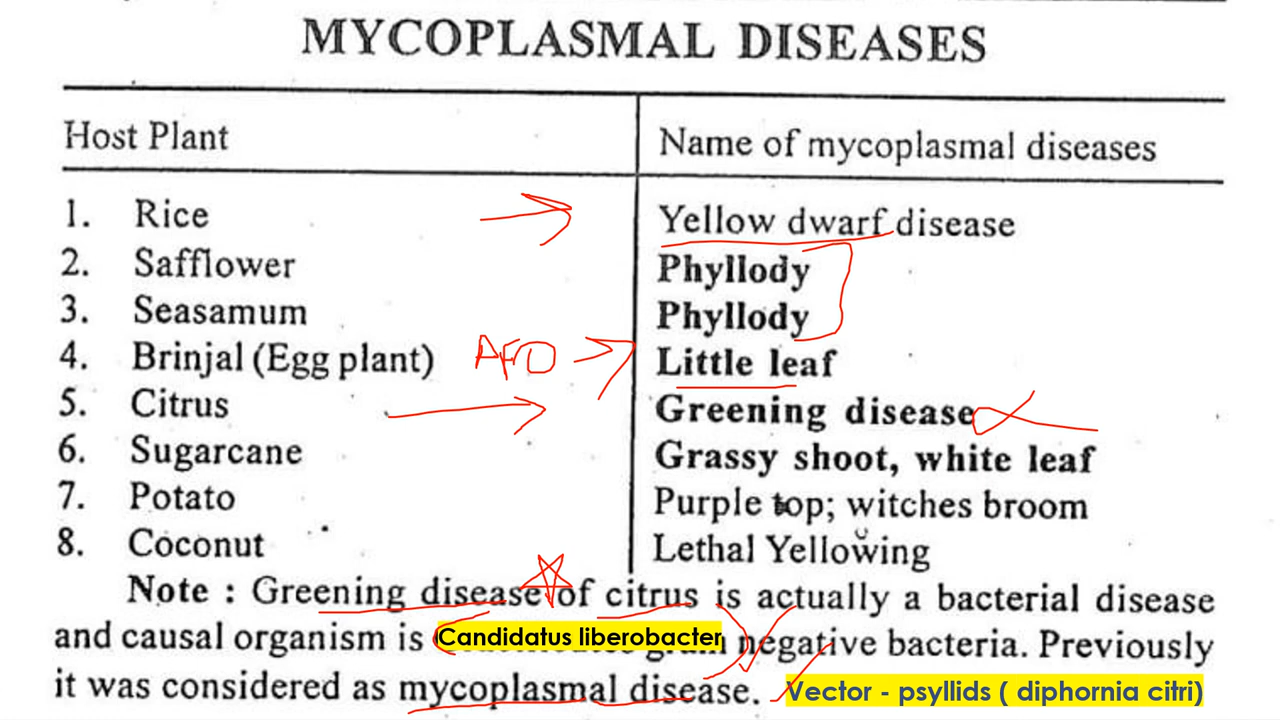 MYCOPLASMAL DISEASES
Host Plant Name of mycoplasmal diseases
1. Rice Yellow dwarf disease
2. Safflower Phyllody
3. Seasamum Phyllody
4. Brinjal (Egg plant) AFO Little leaf
5. Citrus Greening disease
6. Sugarcane Grassy shoot, white leaf
7. Potato Purple top; witches broom
8. Coconut Lethal Yellowing
Note : Greening disease of citrus is actually a bacterial disease
and causal organism is Candidatus liberobacter negative bacteria. Previously
it was considered as mycoplasmal disease. Vector - psyllids ( diphornia citri)